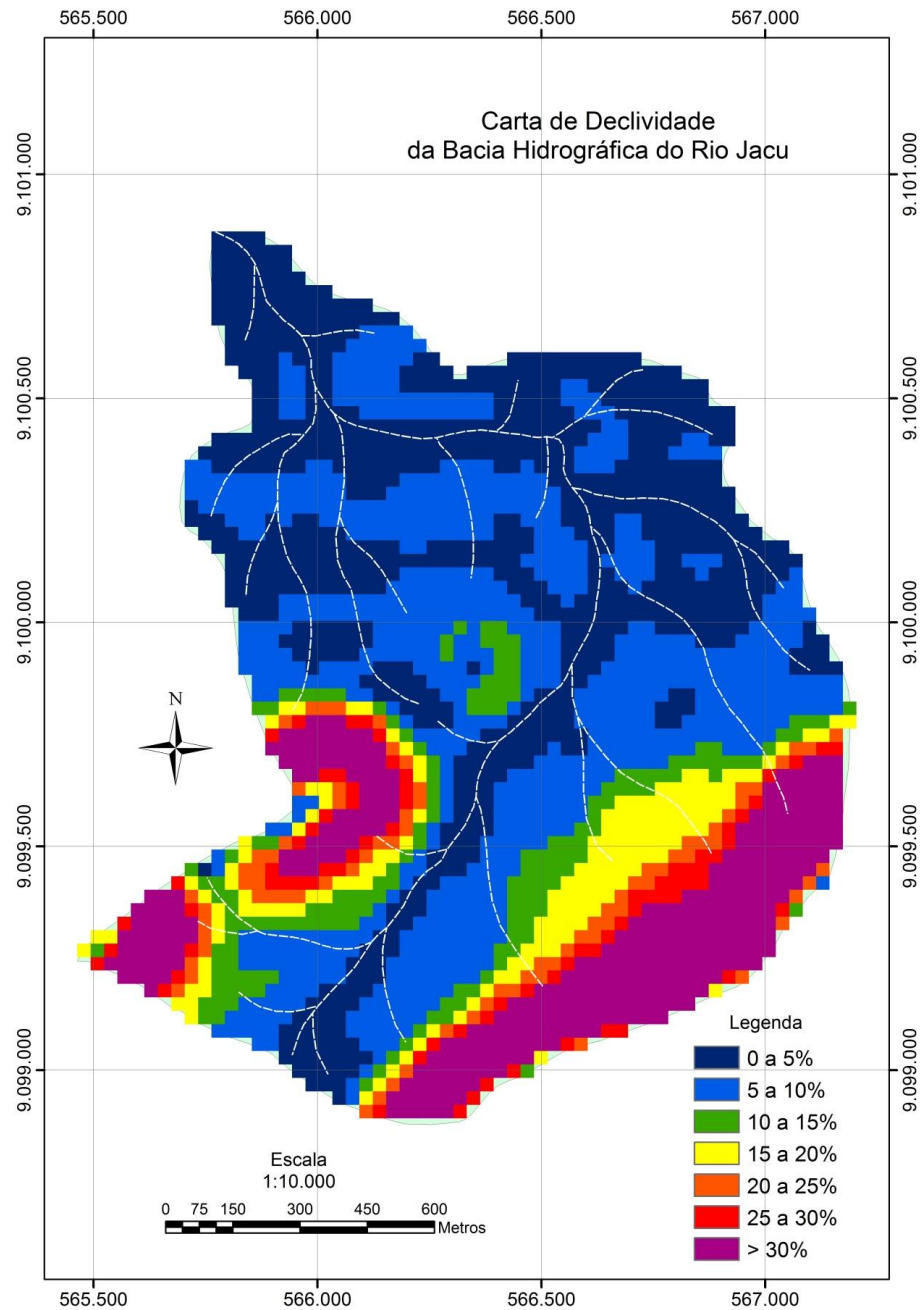 565.500 566.000 566.500 567.000
Carta de Declividade
da Bacia Hidrográfica do Rio Jacu
9.101.000 9.101.000
9.100.500 9.100.500
9.100.000 9.100.000
N
9.099.500 9.099.500
9.099.000 9.099.000
Legenda
0 a 5%
5 a 10%
10 a 15%
15 a 20%
20 a 25%
25 a 30%
> 30%
Escala
1:10.000
0 75 150 300 450 600
Metros
565.500 566.000 566.500 567.000